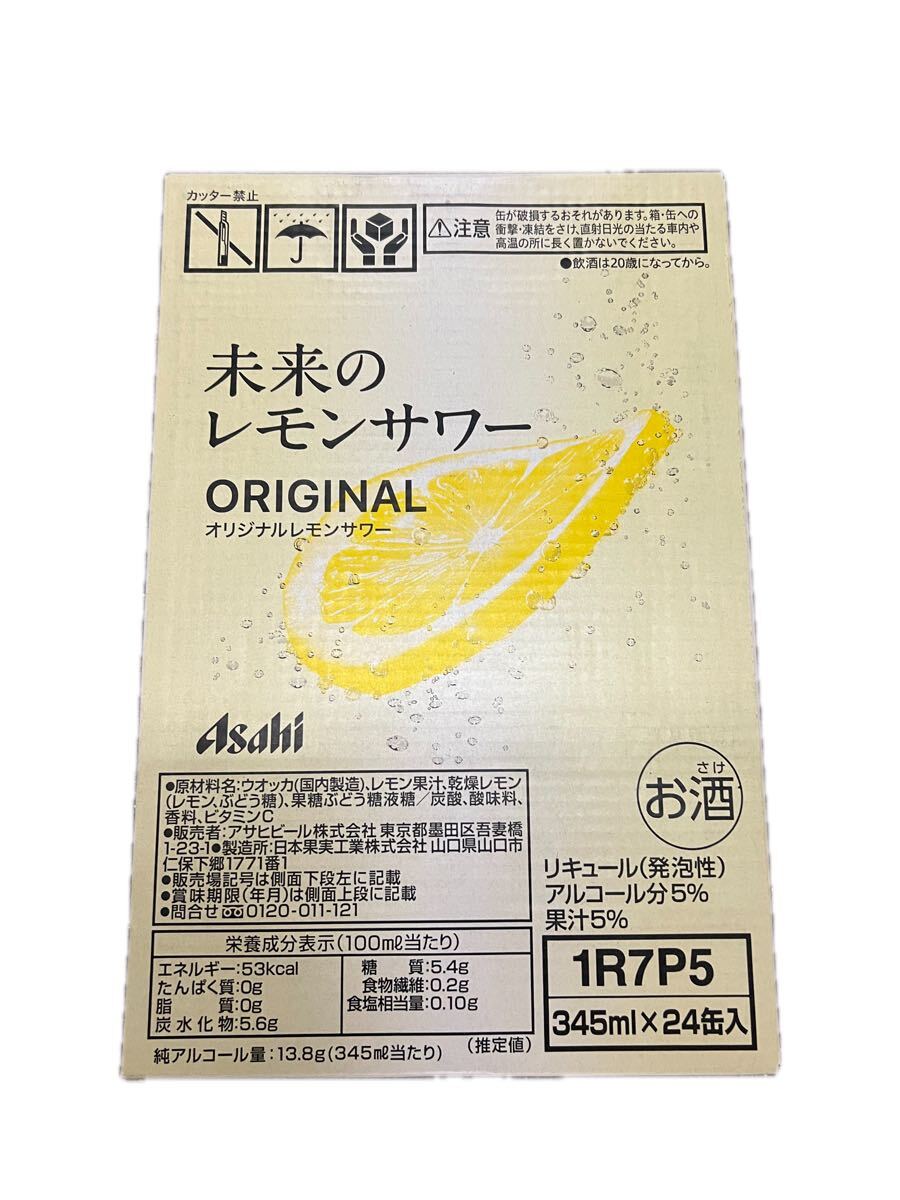 カッター禁止
⚠注意
缶が破損するおそれがあります。箱・缶への
衝撃・凍結をさけ、直射日光の当たる車内や
高温の所に長く置かないでください。
●飲酒は20歳になってから。
未来の
レモンサワー
ORIGINAL
オリジナルレモンサワー
Asahi
●原材料名:ウオッカ(国内製造)、レモン果汁、乾燥レモン
(レモン、ぶどう糖)、果糖ぶどう糖液糖/炭酸、酸味料、
香料、ビタミンC
●販売者:アサヒビール株式会社 東京都墨田区吾妻橋
1-23-1●製造所:日本果実工業株式会社 山口県山口市
仁保下郷1771番1
●販売場記号は側面下段左に記載
●賞味期限(年月)は側面上段に記載
●問合せ 0120-011-121
さけ
お酒
リキュール(発泡性)
アルコール分5%
果汁5%
栄養成分表示(100㎖当たり)
エネルギー:53kcal
たんぱく質:0g
脂質:0g
炭水化物:5.6g
糖質:5.4g
食物繊維:0.2g
食塩相当量:0.10g
純アルコール量:13.8g(345㎖当たり)
(推定値)
1R7P5
345ml×24缶入